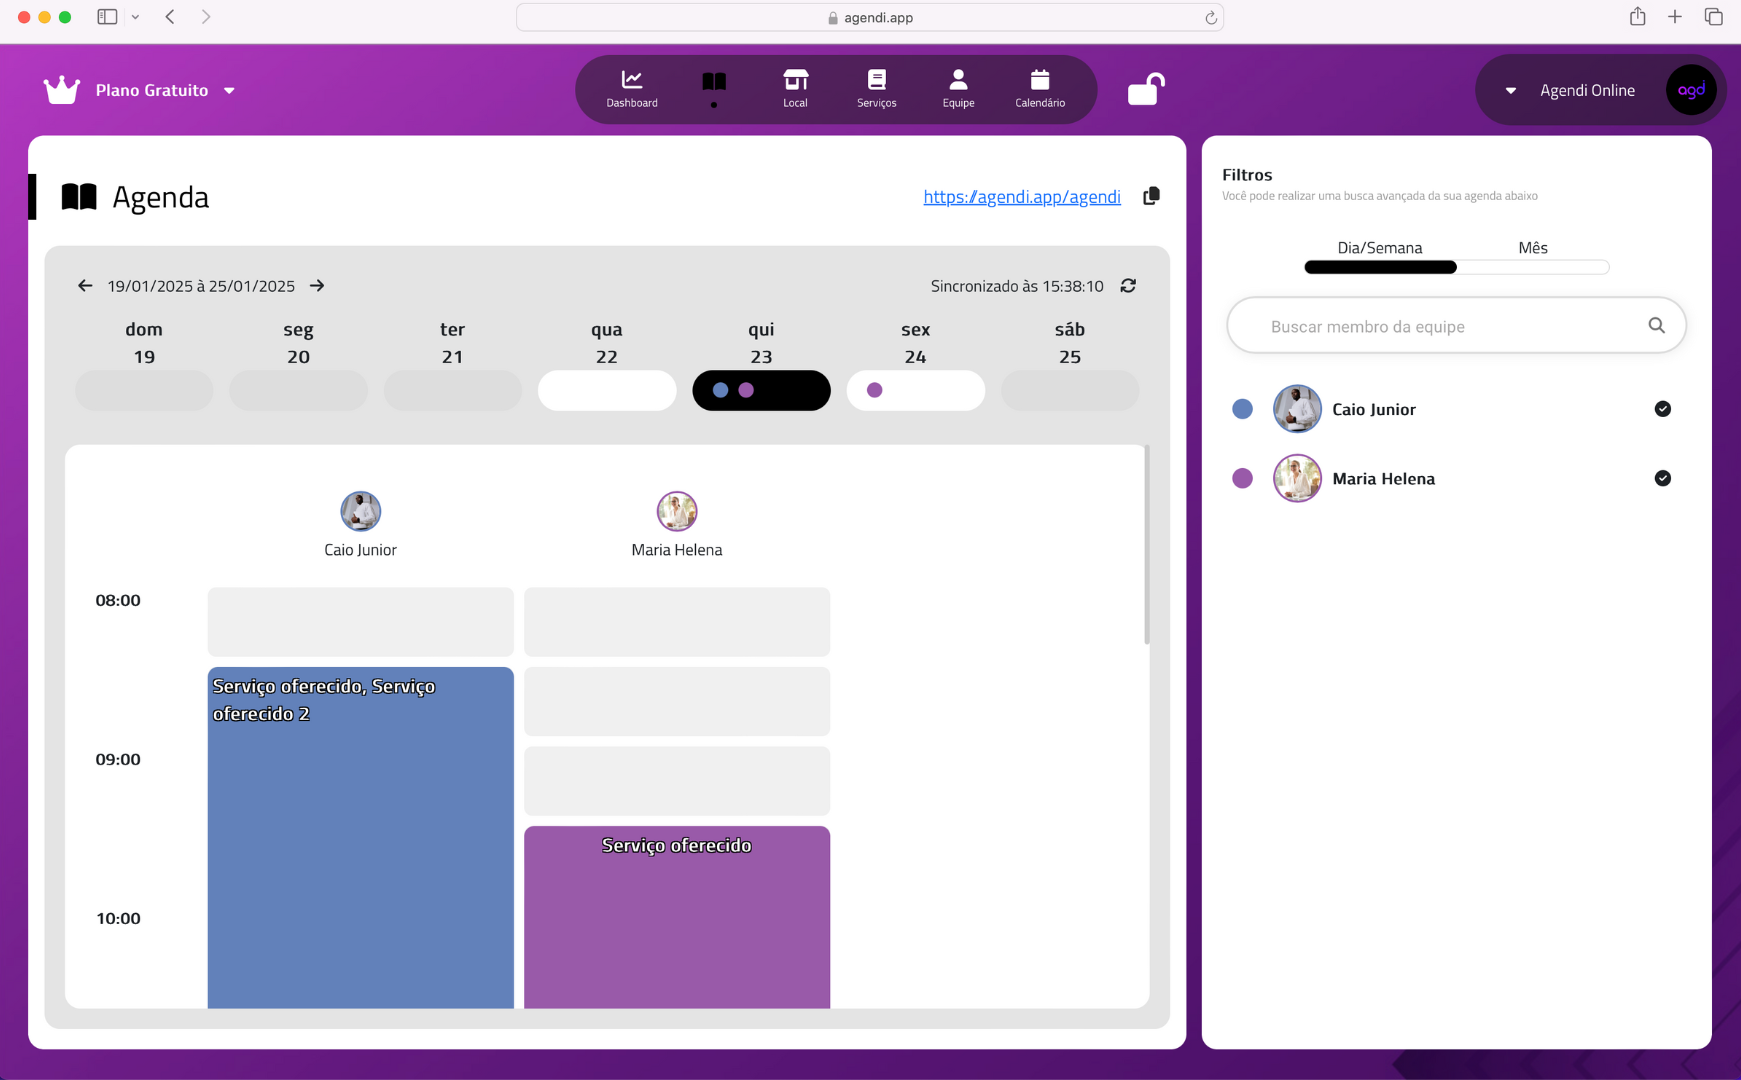 agendi.app
Plano Gratuito
Dashboard
Local
Serviços
Equipe
Calendário
Agendi Online
agd
Agenda
https://agendi.app/agendi
19/01/2025 à 25/01/2025
Sincronizado às 15:38:10
dom seg ter qua qui sex sáb
19 20 21 22 23 24 25
Caio Junior Maria Helena
08:00
Serviço oferecido, Serviço
oferecido 2
09:00
Serviço oferecido
10:00
Filtros
Você pode realizar uma busca avançada da sua agenda abaixo
Dia/Semana Mês
Buscar membro da equipe
Caio Junior
Maria Helena